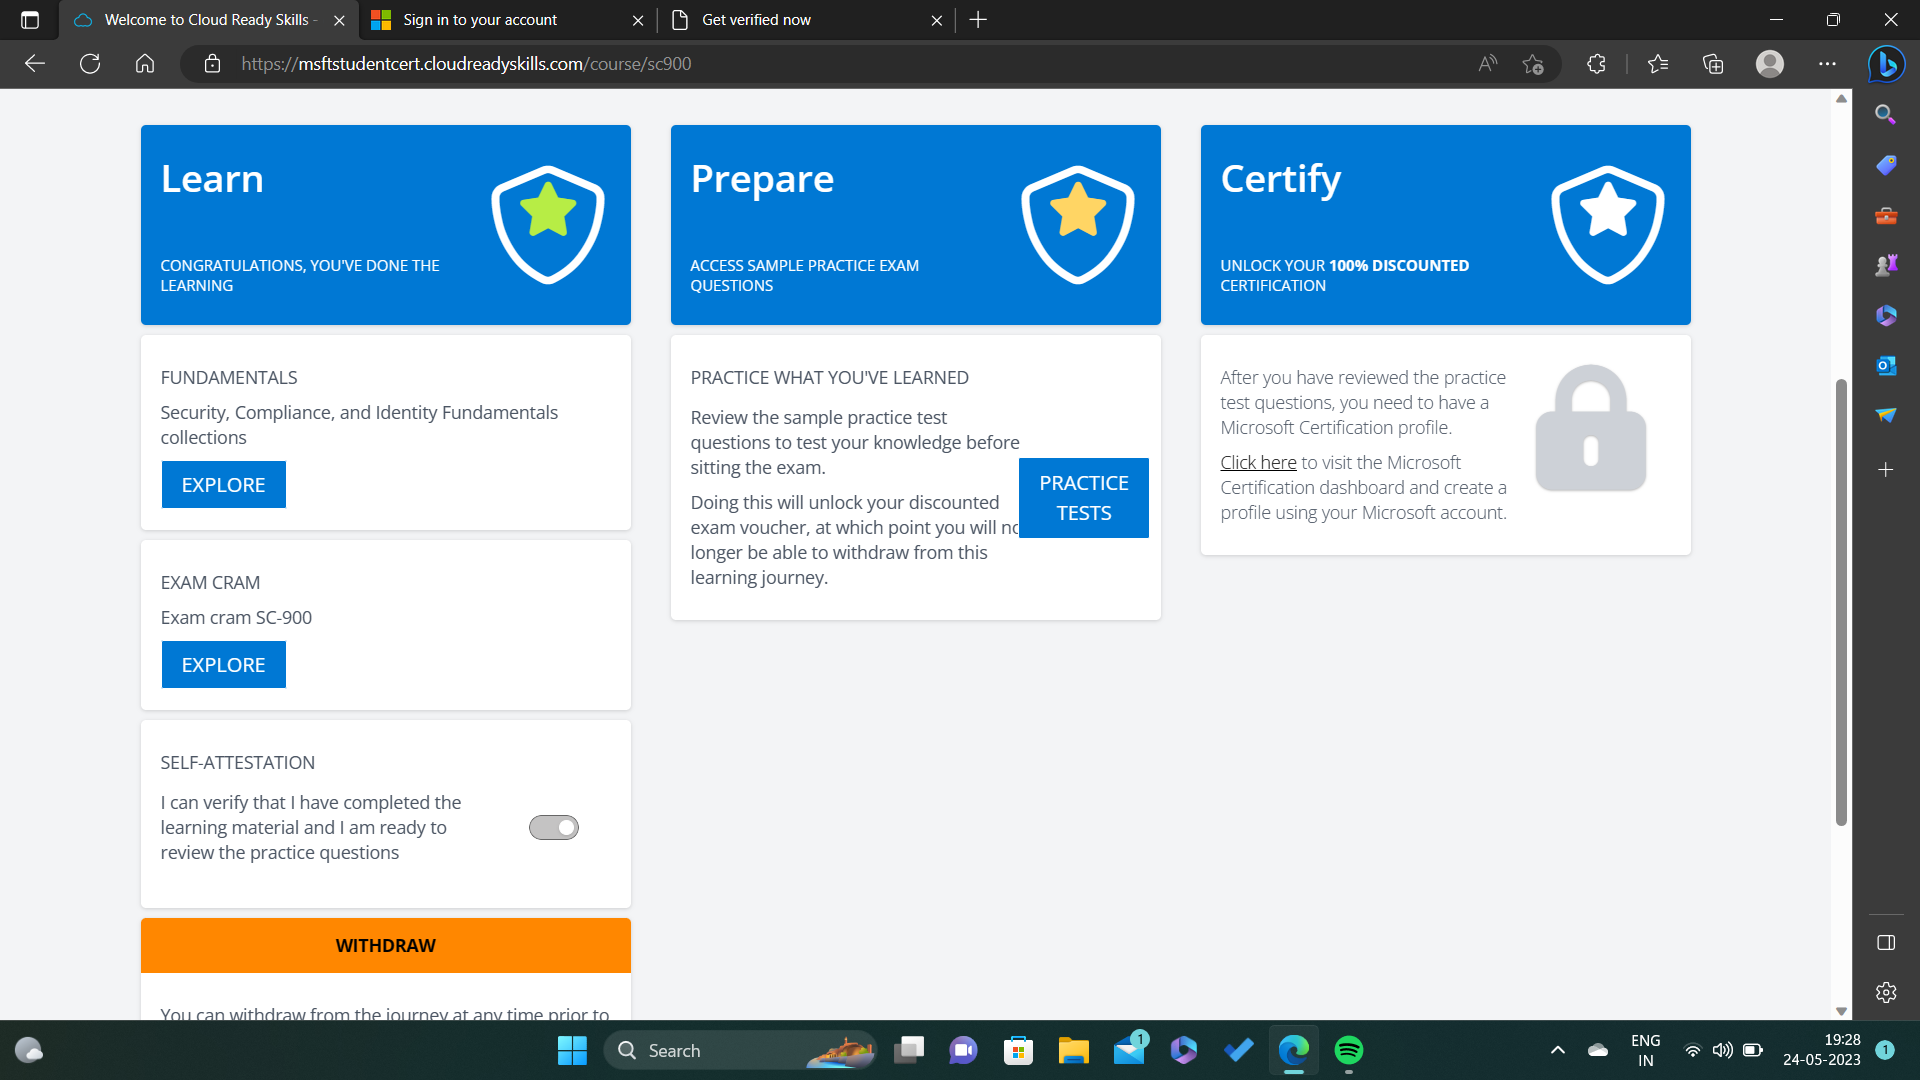 Welcome to Cloud Ready Skills -
Sign in to your account
Get verified now
https://msftstudentcert.cloudreadyskills.com/course/sc900
Learn
CONGRATULATIONS, YOU'VE DONE THE
LEARNING
FUNDAMENTALS
Security, Compliance, and Identity Fundamentals
collections
EXPLORE
EXAM CRAM
Exam cram SC-900
EXPLORE
SELF-ATTESTATION
I can verify that I have completed the
learning material and I am ready to
review the practice questions
WITHDRAW
You can withdraw from the journey at any time prior to
Prepare
ACCESS SAMPLE PRACTICE EXAM
QUESTIONS
PRACTICE WHAT YOU'VE LEARNED
Review the sample practice test
questions to test your knowledge before
sitting the exam.
Doing this will unlock your discounted
exam voucher, at which point you will no
longer be able to withdraw from this
learning journey.
PRACTICE
TESTS
Certify
UNLOCK YOUR 100% DISCOUNTED
CERTIFICATION
After you have reviewed the practice
test questions, you need to have a
Microsoft Certification profile.
Click here to visit the Microsoft
Certification dashboard and create a
profile using your Microsoft account.
Search
1
ENG
IN
19:28
24-05-2023
1